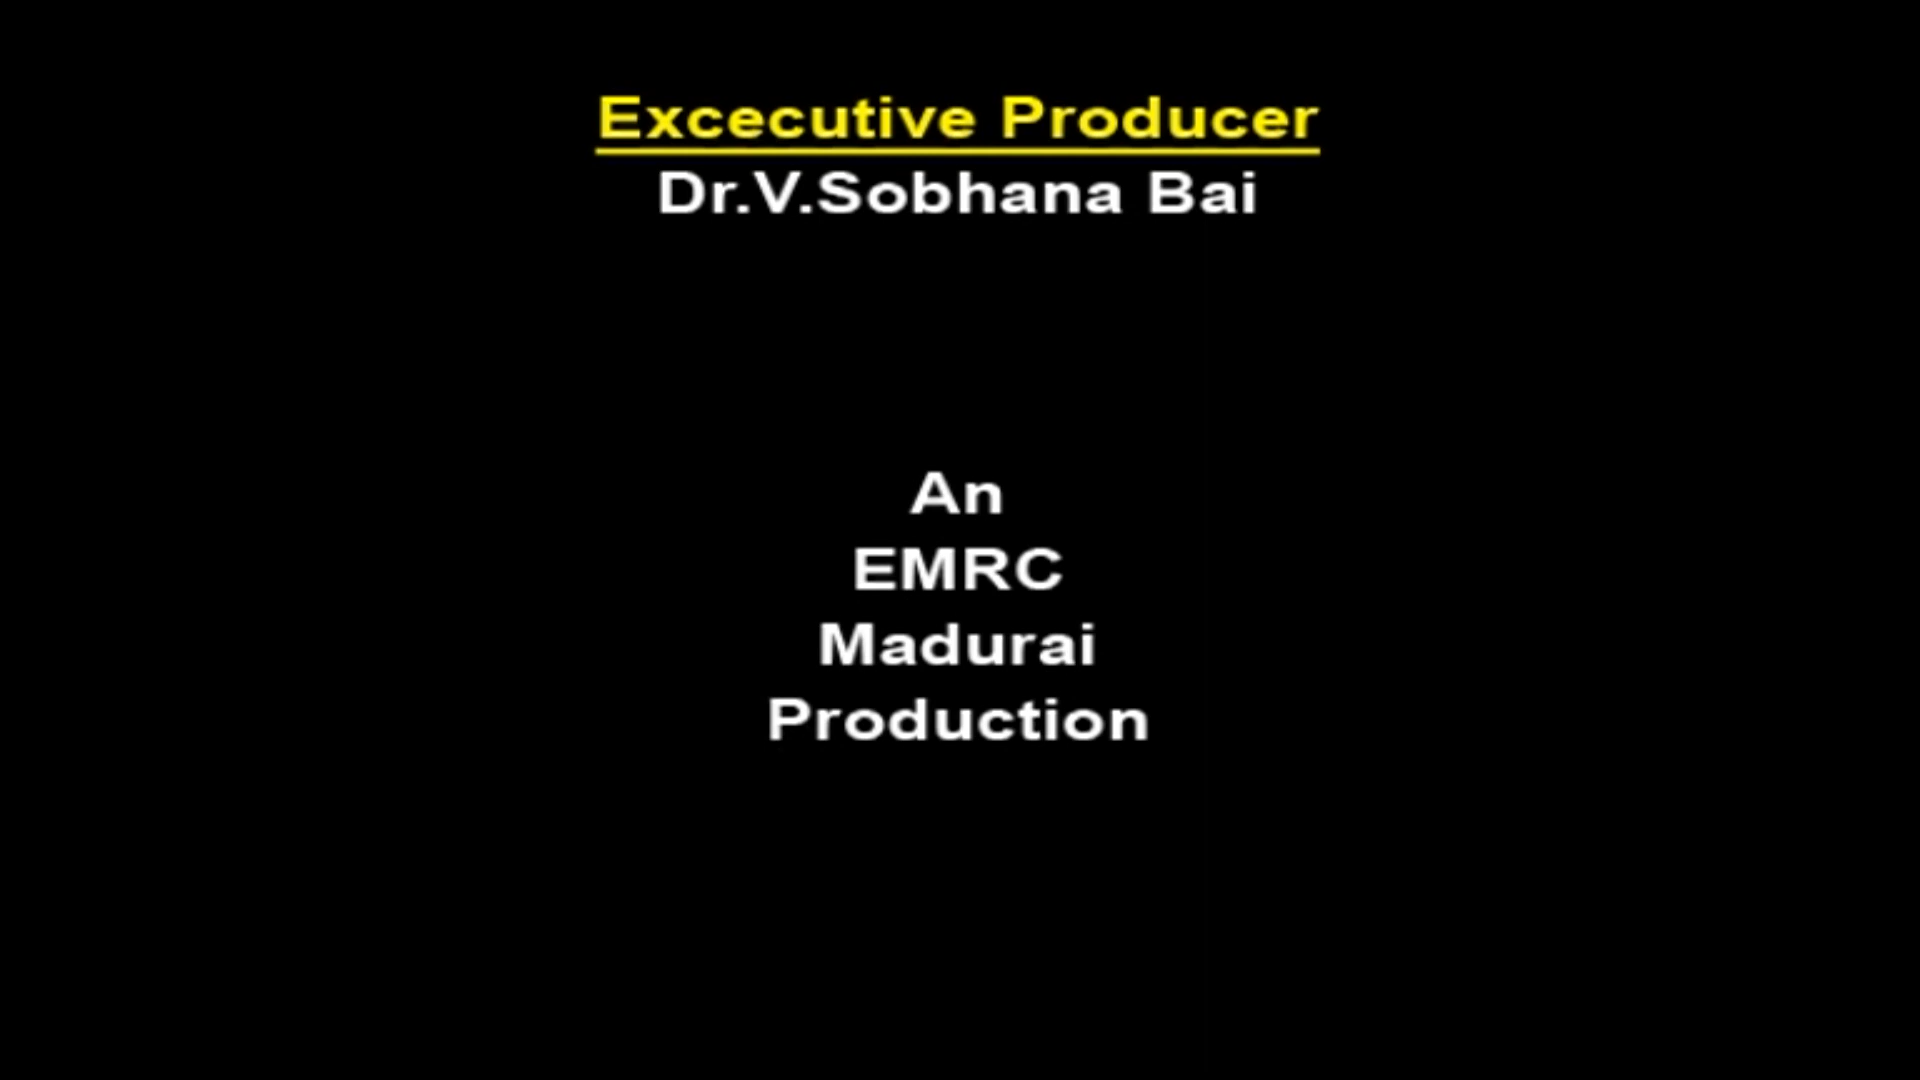 Excecutive Producer
Dr.V.Sobhana Bai
An
EMRC
Madurai
Production